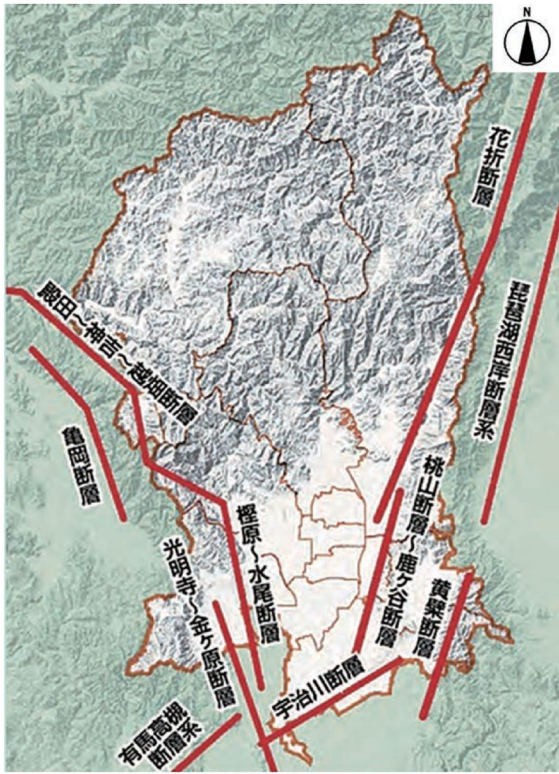 N
花折断層
琵琶湖西岸断層系
殿田～神吉～越畑断層
亀岡断層
桃山断層～鹿ヶ谷断層
樫原～水尾断層
光明寺～金ヶ原断層
黄檗断層
宇治川断層
有馬高槻
断層系